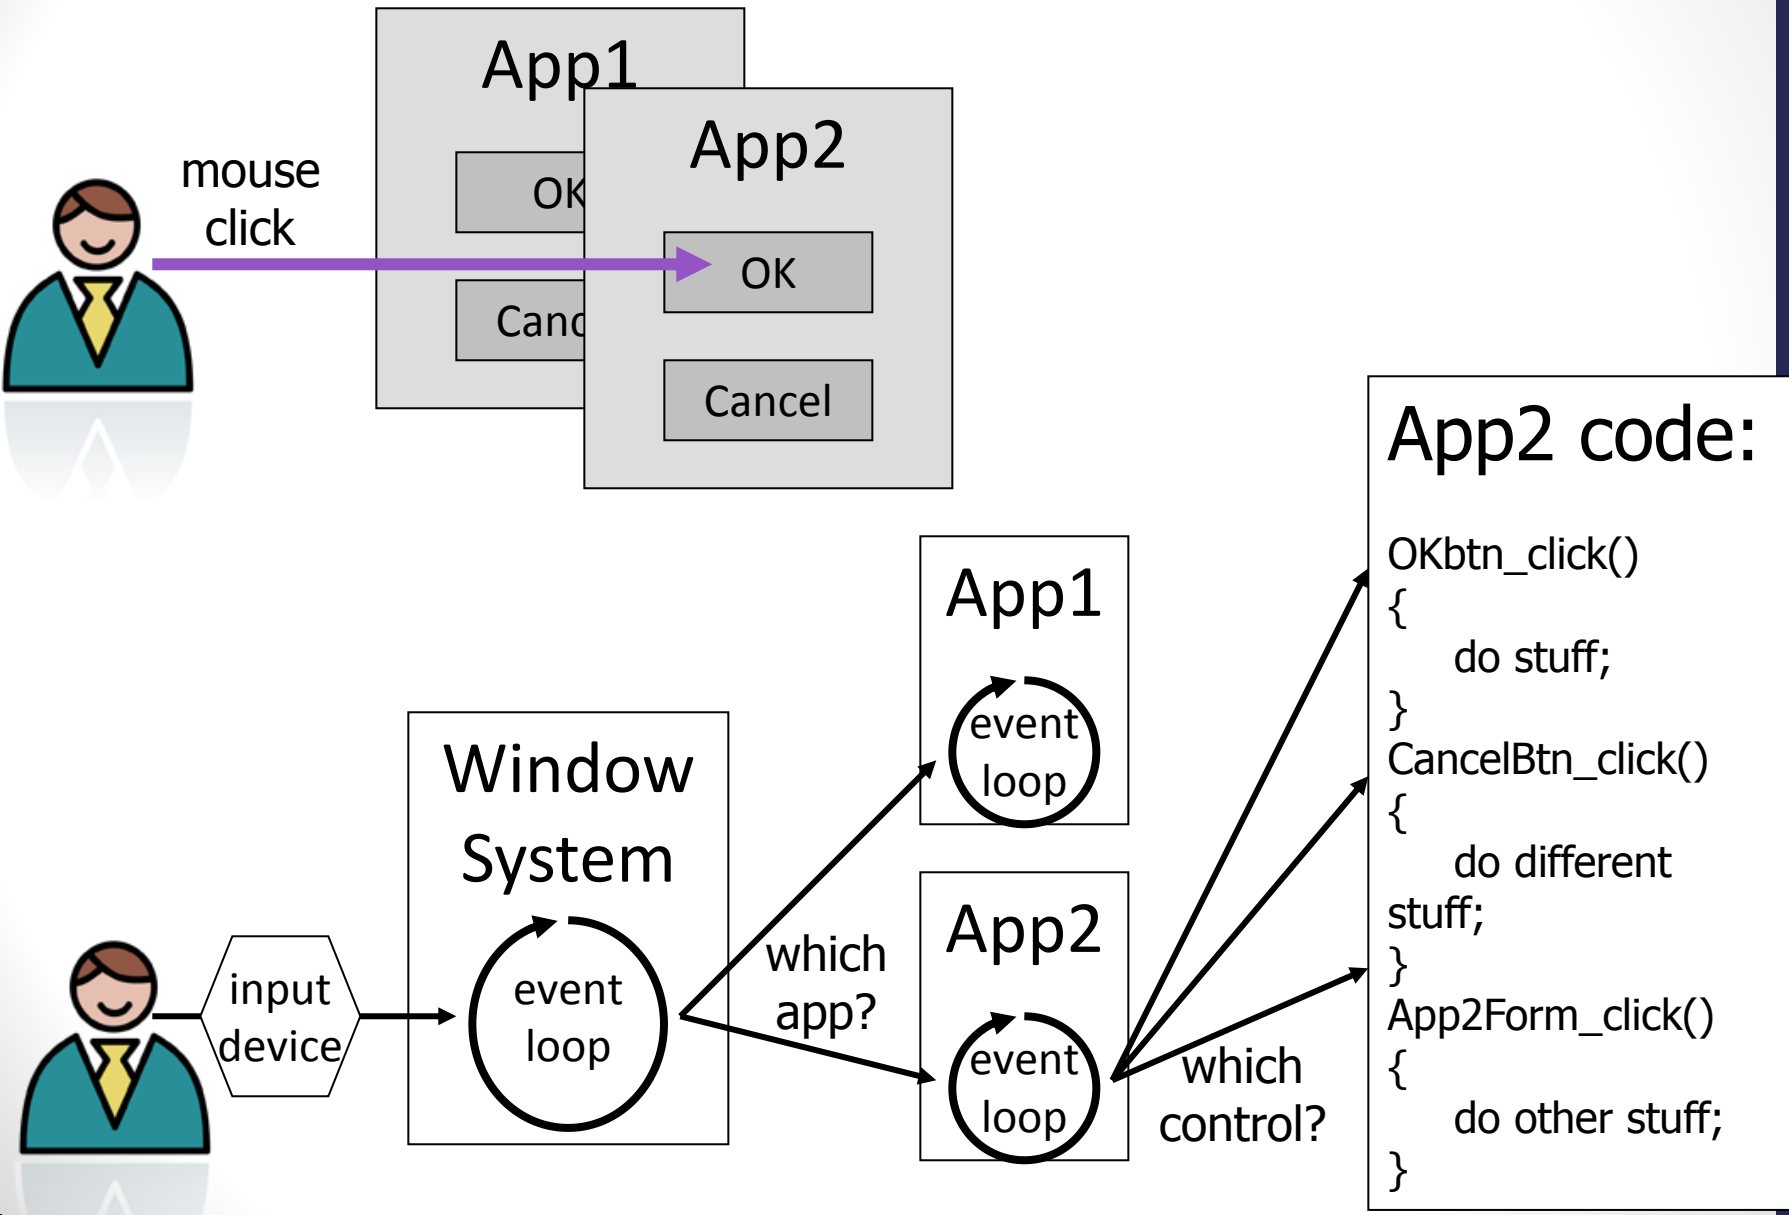 App1
OK
Canc
App2
OK
Cancel
mouse
click
input
device
Window
System
event
loop
which
app?
App1
event
loop
App2
event
loop
which
control?
App2 code:
OKbtn_click()
{
do stuff;
}
CancelBtn_click()
{
do different
stuff;
}
App2Form_click()
{
do other stuff;
}